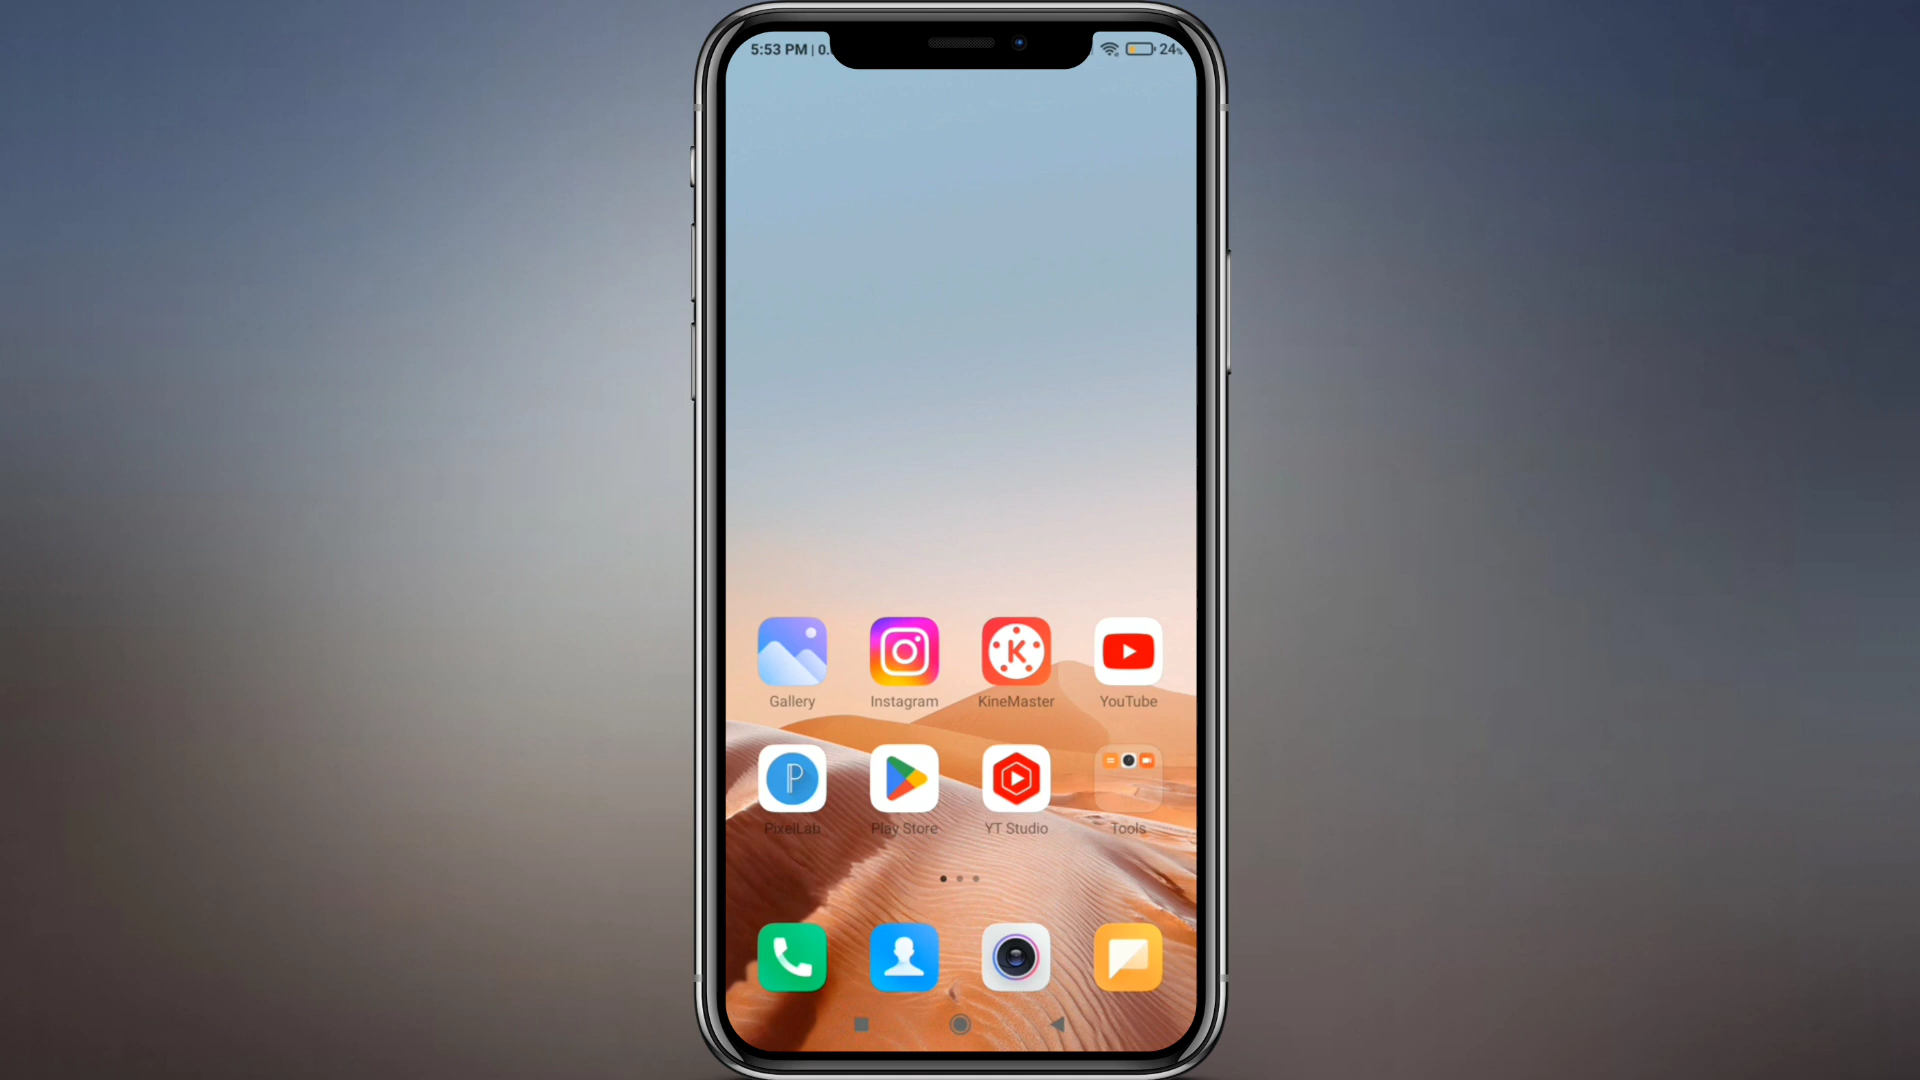 5:53 PM | 0.
24%
Gallery
Instagram
KineMaster
YouTube
PixelLab
Play Store
YT Studio
Tools